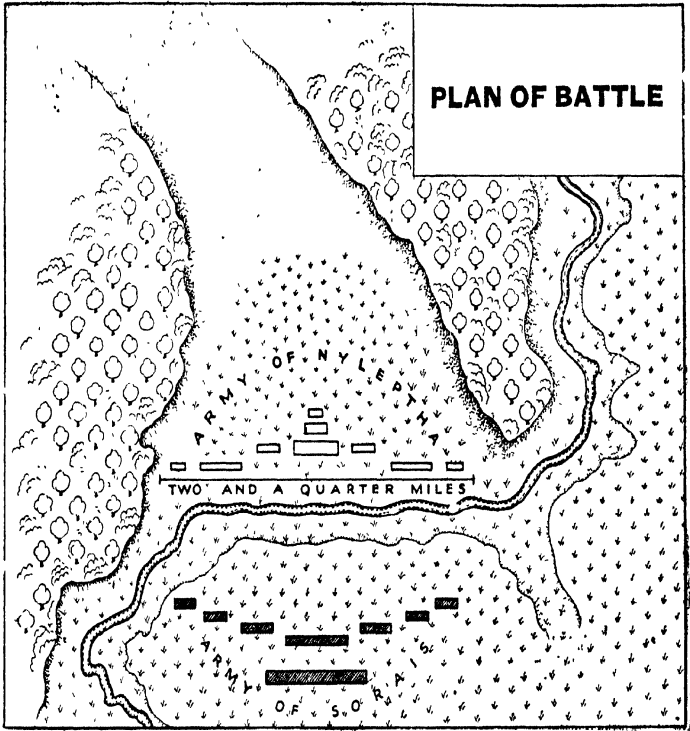 PLAN OF BATTLE
ARMY OF NYLEPTHA
TWO AND A QUARTER MILES
ARMY OF SORAIS